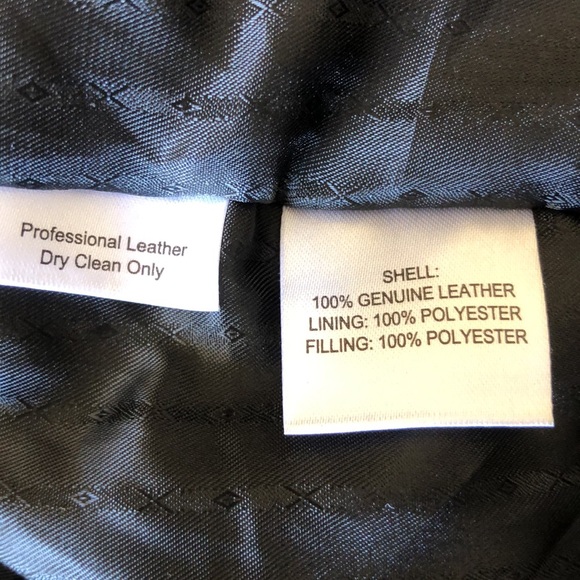 Professional Leather
Dry Clean Only
SHELL:
100% GENUINE LEATHER
LINING: 100% POLYESTER
FILLING: 100% POLYESTER